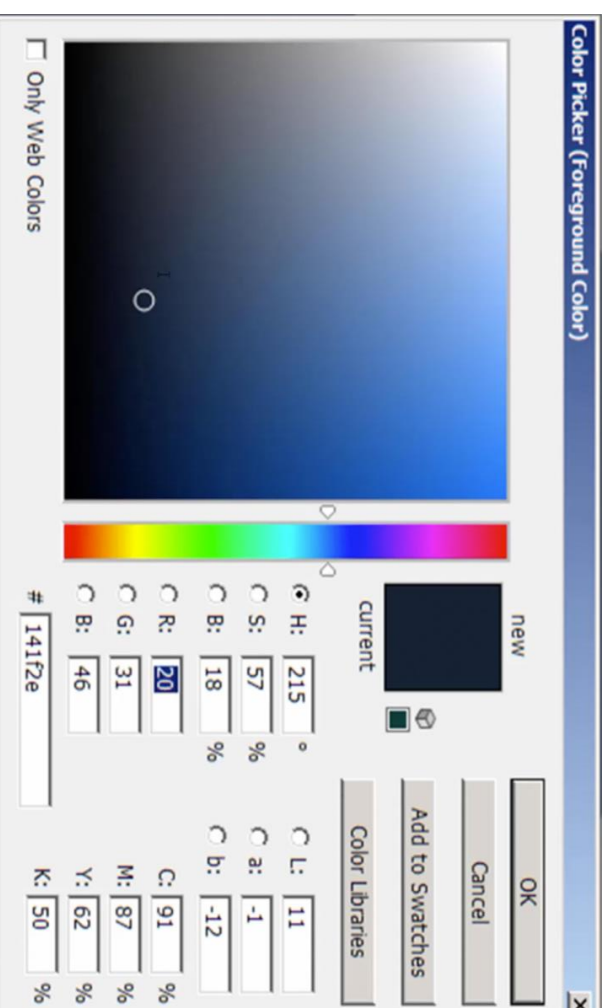 Color Picker (Foreground Color)
new
current
OK
Cancel
Add to Swatches
Color Libraries
H: 215 °
S: 57 %
B: 18 %
R: 20
G: 31
B: 46
# 141f2e
L: 11
a: -1
b: -12
C: 91 %
M: 87 %
Y: 62 %
K: 50 %
Only Web Colors